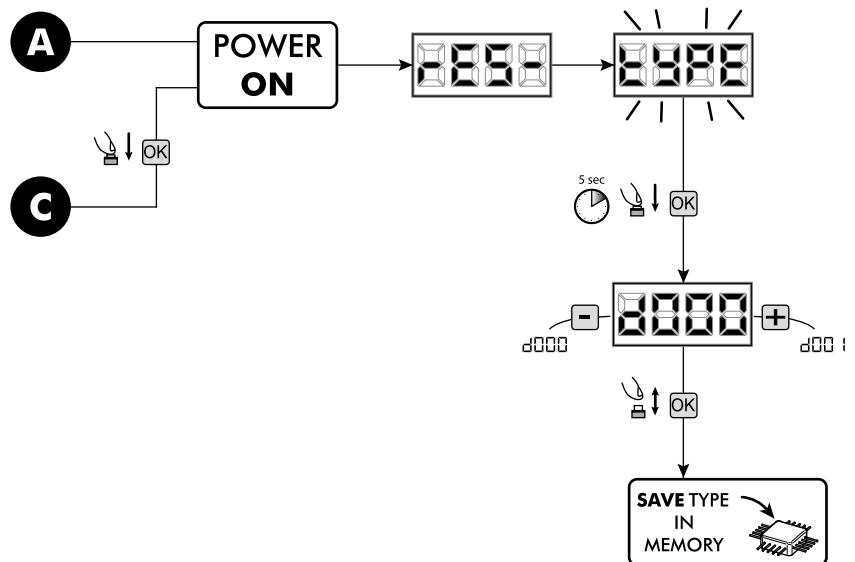 A
POWER
ON
rES-
tYPE
OK
C
5 sec
OK
-
d000
+
d000
d001
OK
SAVE TYPE
IN
MEMORY